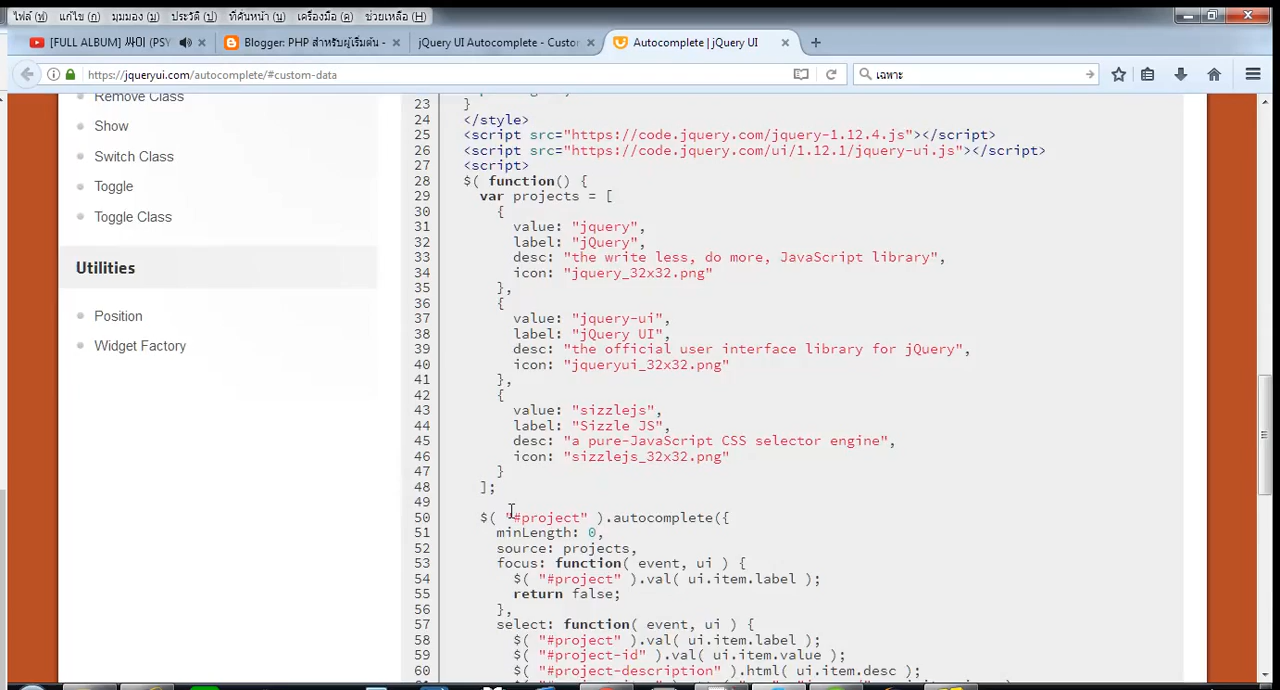 ไฟล์ (ฟ) แก้ไข (ก) มุมมอง (ม) ประวัติ (ป) ที่คั่นหน้า (น) เครื่องมือ (ค) ช่วยเหลือ (H)
[FULL ALBUM] 싸이 (PSY Blogger: PHP สำหรับผู้เริ่มต้น - jQuery UI Autocomplete - Custor Autocomplete | jQuery UI
https://jqueryui.com/autocomplete/#custom-data เฉพาะ
Remove Class
Show
Switch Class
Toggle
Toggle Class
Utilities
Position
Widget Factory
23 }
24 </style>
25 <script src="https://code.jquery.com/jquery-1.12.4.js"></script>
26 <script src="https://code.jquery.com/ui/1.12.1/jquery-ui.js"></script>
27 <script>
28 $( function() {
29 var projects = [
30 {
31 value: "jquery",
32 label: "jQuery",
33 desc: "the write less, do more, JavaScript library",
34 icon: "jquery_32x32.png"
35 },
36 {
37 value: "jquery-ui",
38 label: "jQuery UI",
39 desc: "the official user interface library for jQuery",
40 icon: "jqueryui_32x32.png"
41 },
42 {
43 value: "sizzlejs",
44 label: "Sizzle JS",
45 desc: "a pure-JavaScript CSS selector engine",
46 icon: "sizzlejs_32x32.png"
47 }
48 ];
49
50 $( "#project" ).autocomplete({
51 minLength: 0,
52 source: projects,
53 focus: function( event, ui ) {
54 $( "#project" ).val( ui.item.label );
55 return false;
56 },
57 select: function( event, ui ) {
58 $( "#project" ).val( ui.item.label );
59 $( "#project-id" ).val( ui.item.value );
60 $( "#project-description" ).html( ui.item.desc );